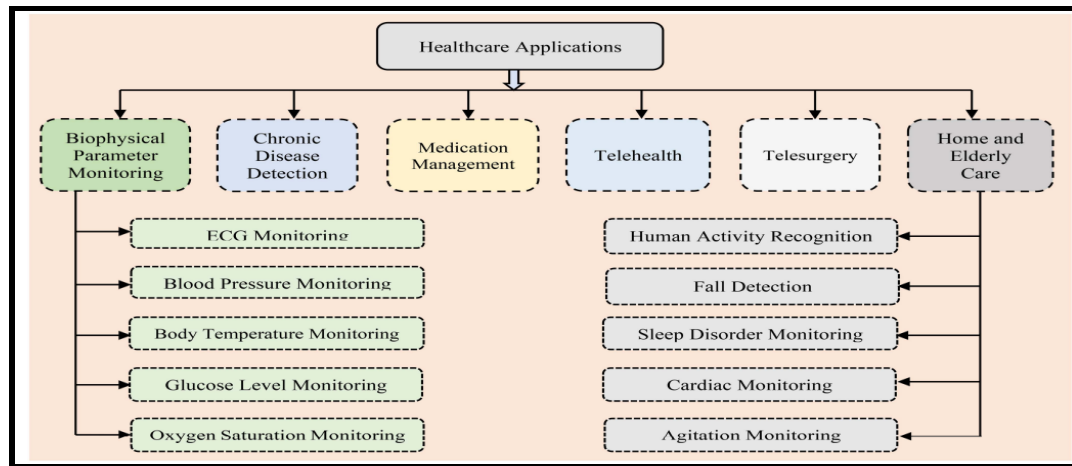 Healthcare Applications
Biophysical
Parameter
Monitoring
Chronic
Disease
Detection
Medication
Management
Telehealth
Telesurgery
Home and
Elderly
Care
ECG Monitoring
Blood Pressure Monitoring
Body Temperature Monitoring
Glucose Level Monitoring
Oxygen Saturation Monitoring
Human Activity Recognition
Fall Detection
Sleep Disorder Monitoring
Cardiac Monitoring
Agitation Monitoring